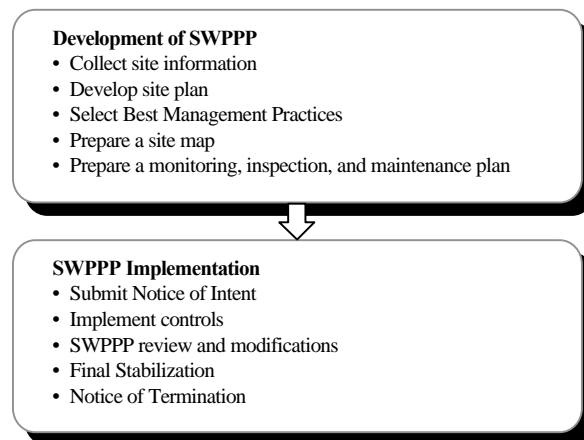 Development of SWPPP
• Collect site information
• Develop site plan
• Select Best Management Practices
• Prepare a site map
• Prepare a monitoring, inspection, and maintenance plan
SWPPP Implementation
• Submit Notice of Intent
• Implement controls
• SWPPP review and modifications
• Final Stabilization
• Notice of Termination